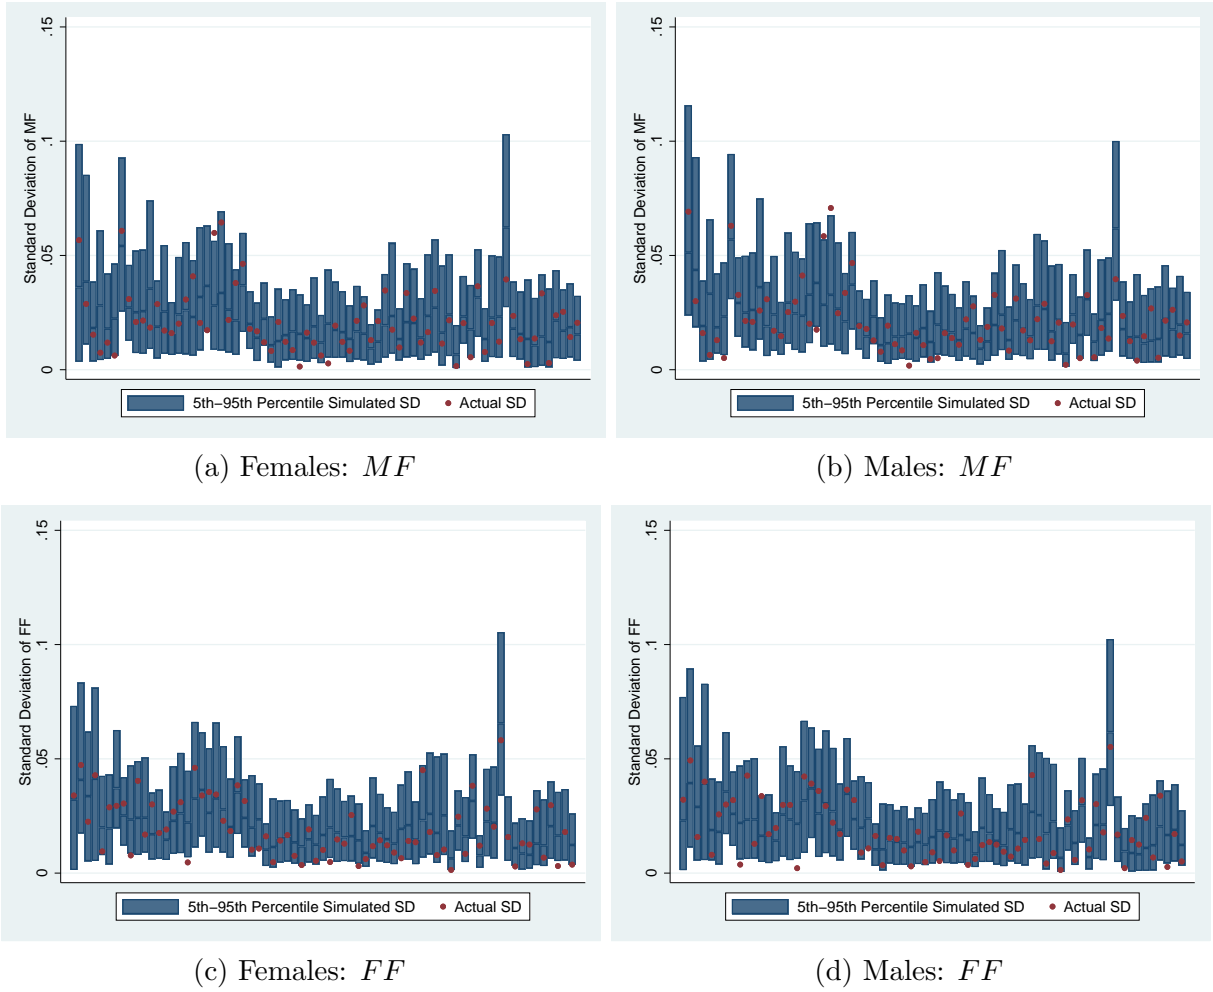 Standard Deviation of MF
0 .05 .1 .15
5th−95th Percentile Simulated SD Actual SD
(a) Females: MF
Standard Deviation of MF
0 .05 .1 .15
5th−95th Percentile Simulated SD Actual SD
(b) Males: MF
Standard Deviation of FF
0 .05 .1 .15
5th−95th Percentile Simulated SD Actual SD
(c) Females: FF
Standard Deviation of FF
0 .05 .1 .15
5th−95th Percentile Simulated SD Actual SD
(d) Males: FF